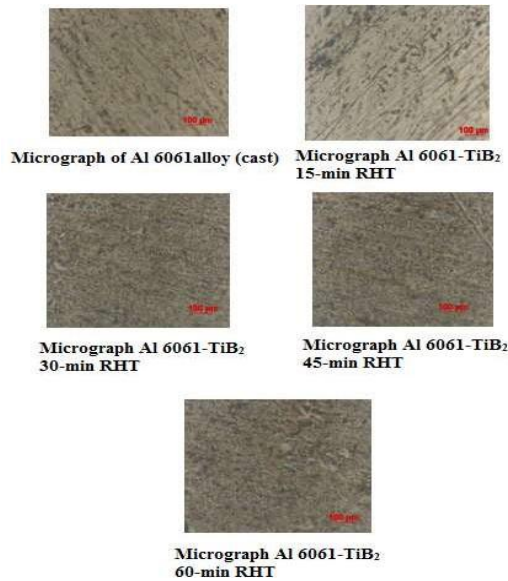 100 µm
100 µm
Micrograph of Al 6061alloy (cast)
Micrograph Al 6061-TiB₂
15-min RHT
100 µm
100 µm
Micrograph Al 6061-TiB₂
30-min RHT
Micrograph Al 6061-TiB₂
45-min RHT
100 µm
Micrograph Al 6061-TiB₂
60-min RHT